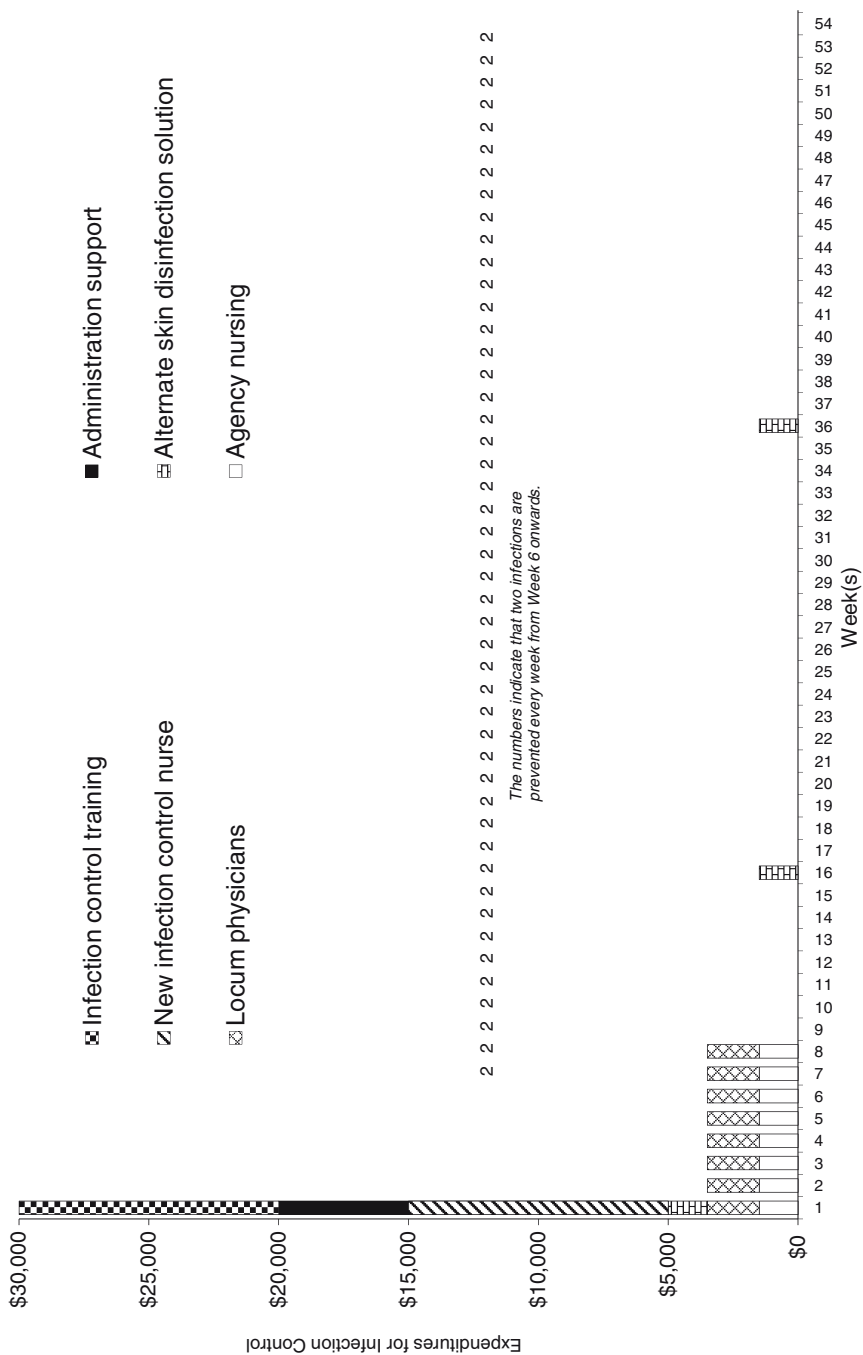 Expenditures for Infection Control
$30,000
$25,000
$20,000
$15,000
$10,000
$5,000
$0
Infection control training
Administration support
New infection control nurse
Alternate skin disinfection solution
Locum physicians
Agency nursing
2 2 2 2 2 2 2 2 2 2 2 2 2 2 2 2 2 2 2 2 2 2 2 2 2 2 2 2 2 2 2 2 2 2 2 2 2 2 2 2 2 2 2 2 2 2 2
The numbers indicate that two infections are
prevented every week from Week 6 onwards.
1 2 3 4 5 6 7 8 9 10 11 12 13 14 15 16 17 18 19 20 21 22 23 24 25 26 27 28 29 30 31 32 33 34 35 36 37 38 39 40 41 42 43 44 45 46 47 48 49 50 51 52 53 54
Week(s)